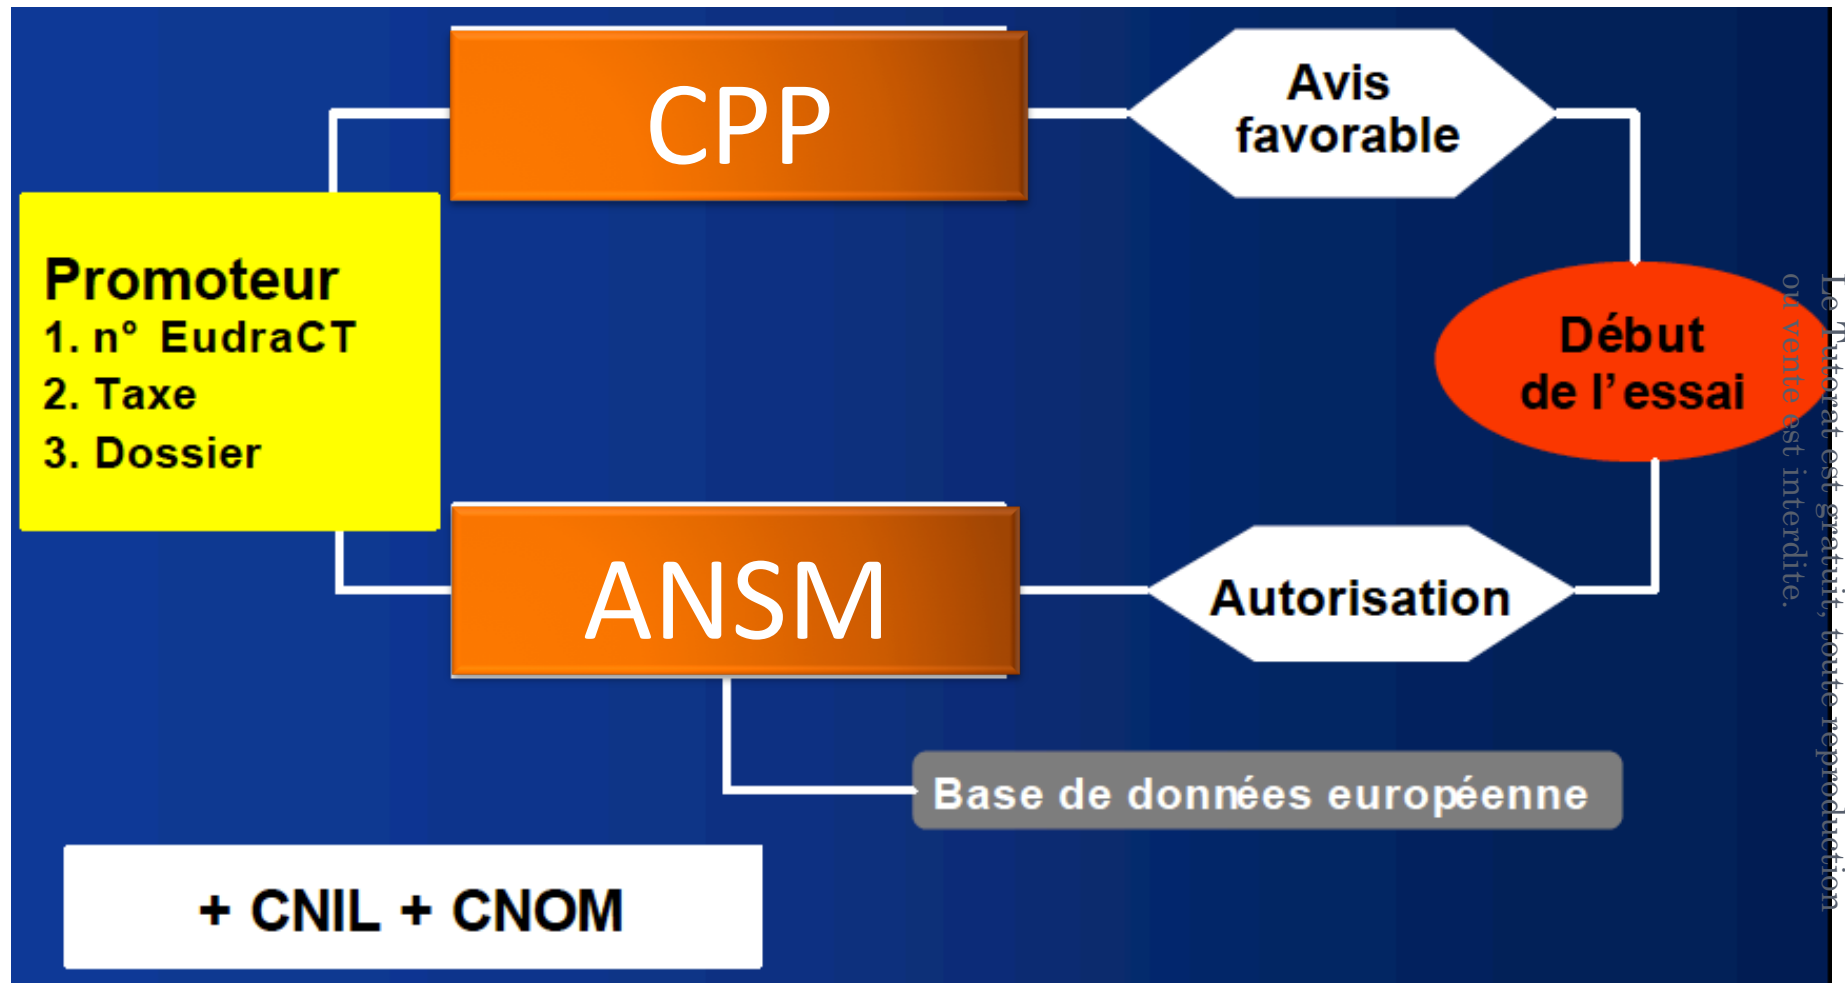 CPP
Avis
favorable
Promoteur
1. n° EudraCT
2. Taxe
3. Dossier
Début
de l'essai
ANSM
Autorisation
Base de données européenne
+ CNIL + CNOM
Le Tutorat est gratuit, toute reproduction
ou vente est interdite.